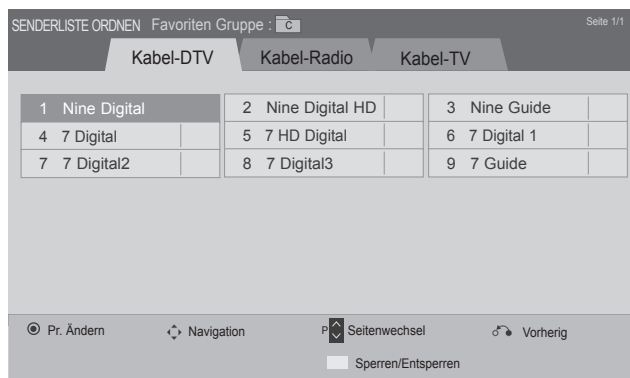 SENDERLISTE ORDNEN Favoriten Gruppe : C Seite 1/1
Kabel-DTV Kabel-Radio Kabel-TV
1 Nine Digital 2 Nine Digital HD 3 Nine Guide
4 7 Digital 5 7 HD Digital 6 7 Digital 1
7 7 Digital2 8 7 Digital3 9 7 Guide
Pr. Ändern Navigation P Seitenwechsel Vorherig
Sperren/Entsperren